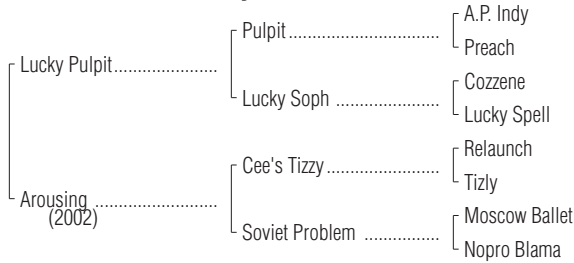 A.P. Indy
Pulpit
Preach
Lucky Pulpit
Cozzene
Lucky Soph
Lucky Spell
Relaunch
Cee's Tizzy
Tizly
Arousing
(2002)
Moscow Ballet
Soviet Problem
Nopro Blama